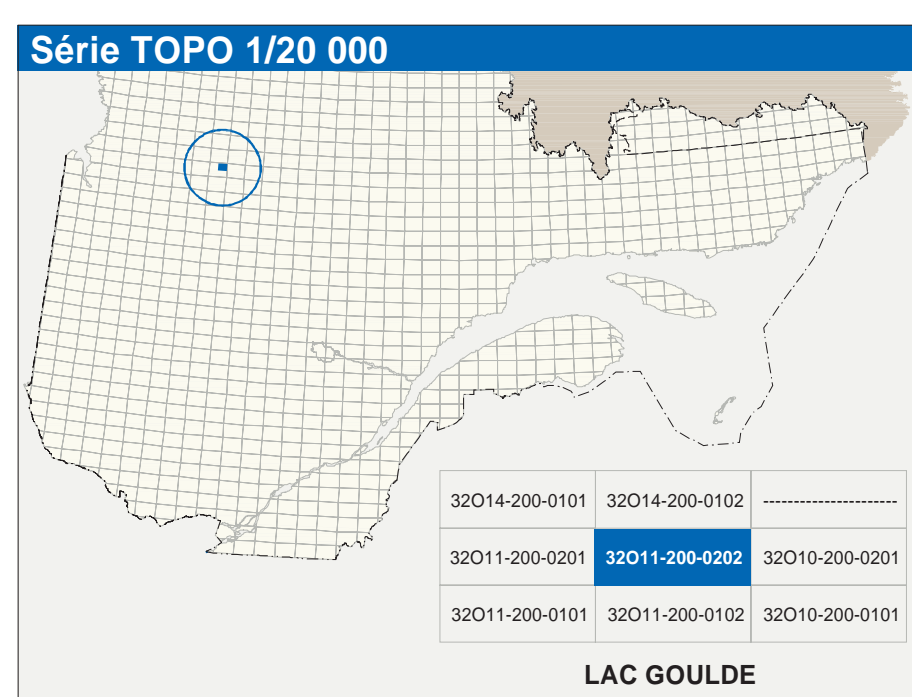 Série TOPO 1/20 000
32O14-200-0101 32O14-200-0102 ---------------------
32O11-200-0201 32O11-200-0202 32O10-200-0201
32O11-200-0101 32O11-200-0102 32O10-200-0101
LAC GOULDE